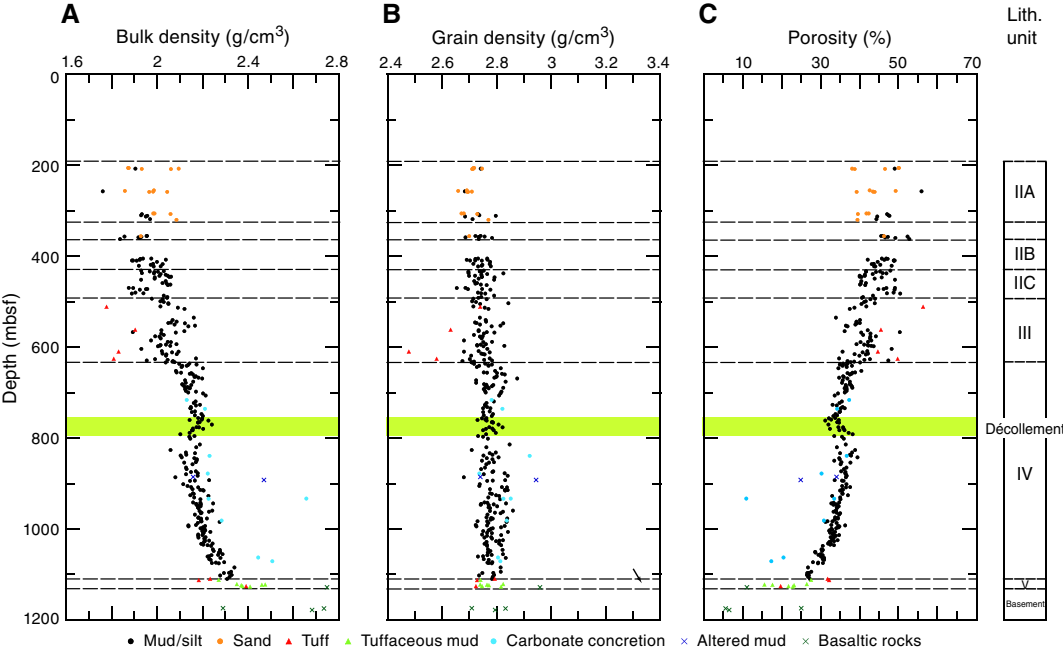 A B C
Bulk density (g/cm3) Grain density (g/cm3) Porosity (%) Lith. unit
1.6 2 2.4 2.8 2.4 2.6 2.8 3 3.4 10 30 50 70
0
200
IIA
IIB
400
IIC
III
600
Depth (mbsf)
800
Décollement
IV
1000
V
Basement
1200
Mud/silt Sand Tuff Tuffaceous mud Carbonate concretion Altered mud Basaltic rocks